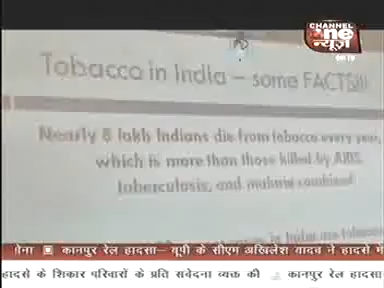 CHANNEL
one
न्यूज़
Tobacco in India – some FACTS!!!
Nearly 8 lakh Indians die from tobacco every year,
which is more than those killed by AIDS,
tuberculosis, and malaria combined
कानपुर रेल हादसा- यूपी के सीएम अखिलेश यादव ने हादसे में
हादसे के शिकार परिवारों के प्रति संवेदना व्यक्त की कानपुर रेल हादसा-